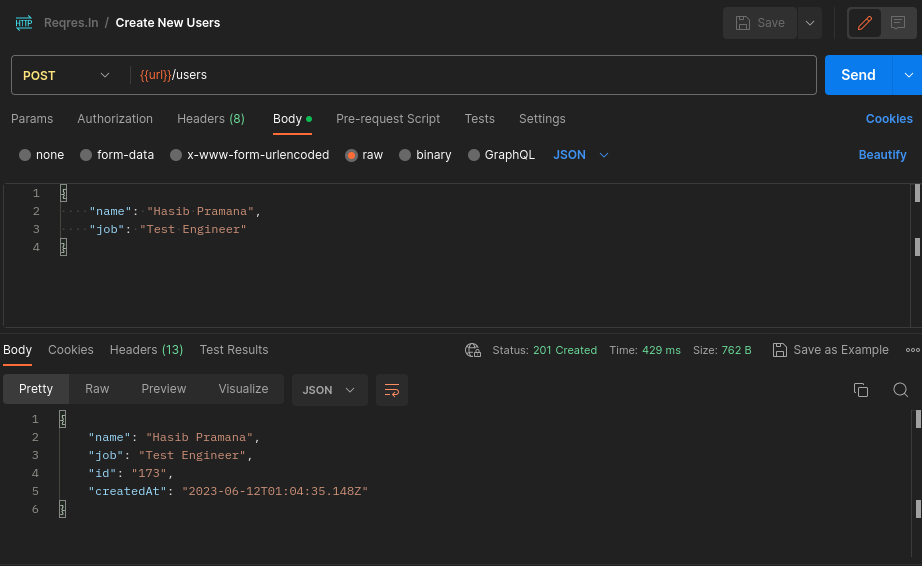 HTTP Reqres.In / Create New Users Save
POST {{url}}/users Send
Params Authorization Headers (8) Body Pre-request Script Tests Settings Cookies
none form-data x-www-form-urlencoded raw binary GraphQL JSON Beautify
1 {
2 "name": "Hasib Pramana",
3 "job": "Test Engineer"
4 }
Body Cookies Headers (13) Test Results Status: 201 Created Time: 429 ms Size: 762 B Save as Example
Pretty Raw Preview Visualize JSON
1 {
2 "name": "Hasib Pramana",
3 "job": "Test Engineer",
4 "id": "173",
5 "createdAt": "2023-06-12T01:04:35.148Z"
6 }